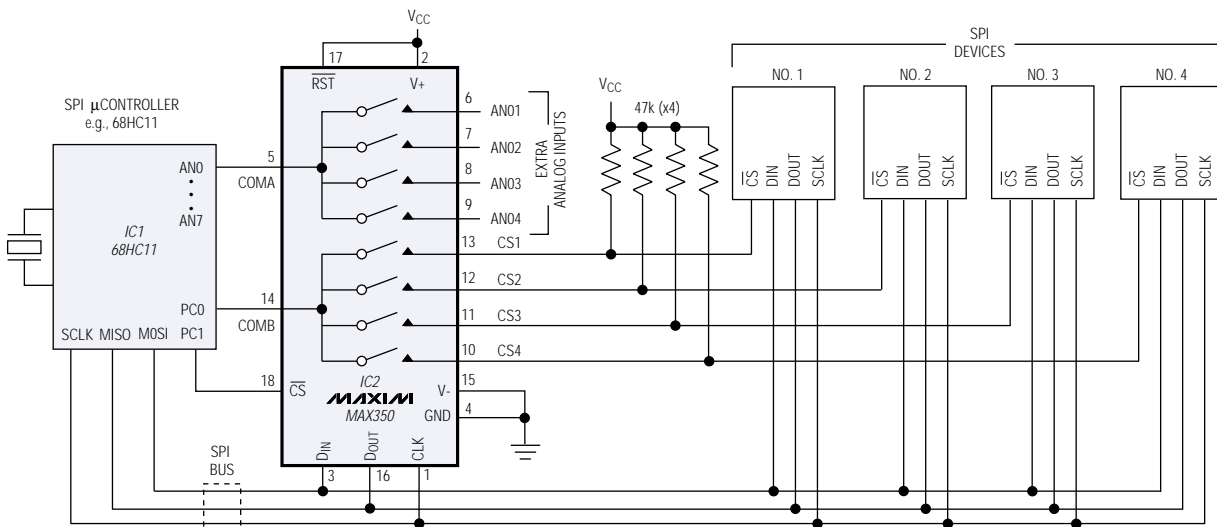 VCC
17
2
RST
V+
SPI
DEVICES
SPI μCONTROLLER
e.g., 68HC11
VCC
47k (x4)
NO. 1
NO. 2
NO. 3
NO. 4
6
AN01
7
AN02
8
AN03
9
AN04
EXTRA
ANALOG INPUTS
AN0
AN7
IC1
68HC11
5
COMA
CS
DIN
DOUT
SCLK
CS
DIN
DOUT
SCLK
CS
DIN
DOUT
SCLK
CS
DIN
DOUT
SCLK
13
CS1
12
CS2
11
CS3
10
CS4
PC0
14
COMB
SCLK MISO M0SI PC1
18
CS
IC2
MAXIM
MAX350
V-
15
GND
4
DIN
DOUT
CLK
3
16
1
SPI
BUS